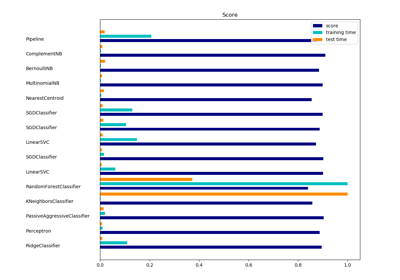 Score
score
training time
test time
Pipeline
ComplementNB
BernoulliNB
MultinomialNB
NearestCentroid
SGDClassifier
SGDClassifier
LinearSVC
SGDClassifier
LinearSVC
RandomForestClassifier
KNeighborsClassifier
PassiveAggressiveClassifier
Perceptron
RidgeClassifier
0.0 0.2 0.4 0.6 0.8 1.0